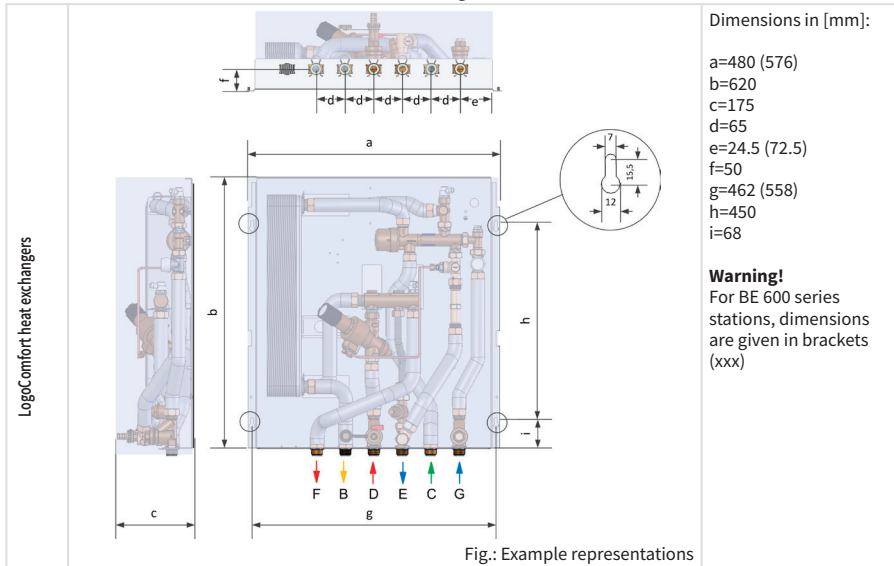 LogoComfort heat exchangers
f
d
d
d
d
d
e
a
7
15,5
12
b
h
i
c
F
B
D
E
C
G
g
Fig.: Example representations
Dimensions in [mm]:
a=480 (576)
b=620
c=175
d=65
e=24.5 (72.5)
f=50
g=462 (558)
h=450
i=68
Warning!
For BE 600 series
stations, dimensions
are given in brackets
(xxx)